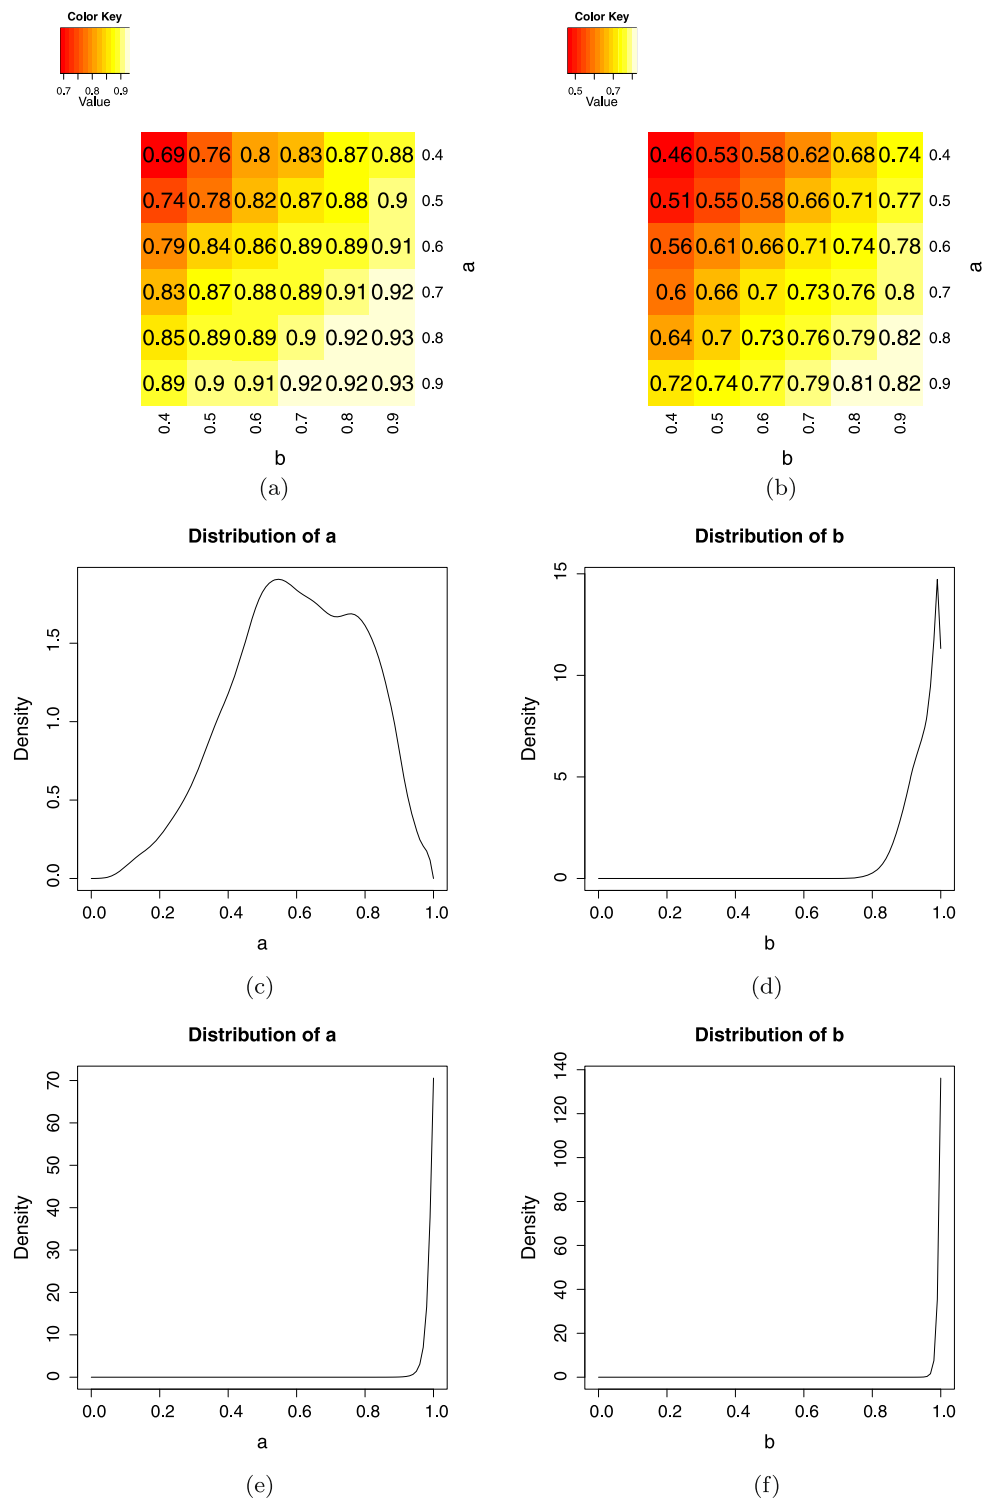 Color Key
0.7 0.8 0.9
Value
0.69 0.76 0.8 0.83 0.87 0.88 0.4
0.74 0.78 0.82 0.87 0.88 0.9 0.5
0.79 0.84 0.86 0.89 0.89 0.91 0.6
0.83 0.87 0.88 0.89 0.91 0.92 0.7
0.85 0.89 0.89 0.9 0.92 0.93 0.8
0.89 0.9 0.91 0.92 0.92 0.93 0.9
a
0.4 0.5 0.6 0.7 0.8 0.9
b
(a)
Color Key
0.5 0.7
Value
0.46 0.53 0.58 0.62 0.68 0.74 0.4
0.51 0.55 0.58 0.66 0.71 0.77 0.5
0.56 0.61 0.66 0.71 0.74 0.78 0.6
0.6 0.66 0.7 0.73 0.76 0.8 0.7
0.64 0.7 0.73 0.76 0.79 0.82 0.8
0.72 0.74 0.77 0.79 0.81 0.82 0.9
a
0.4 0.5 0.6 0.7 0.8 0.9
b
(b)
Distribution of a
Density
0.0 0.5 1.0 1.5
0.0 0.2 0.4 0.6 0.8 1.0
a
(c)
Distribution of b
Density
0 5 10 15
0.0 0.2 0.4 0.6 0.8 1.0
b
(d)
Distribution of a
Density
0 10 20 30 40 50 60 70
0.0 0.2 0.4 0.6 0.8 1.0
a
(e)
Distribution of b
Density
0 20 40 60 80 100 120 140
0.0 0.2 0.4 0.6 0.8 1.0
b
(f)